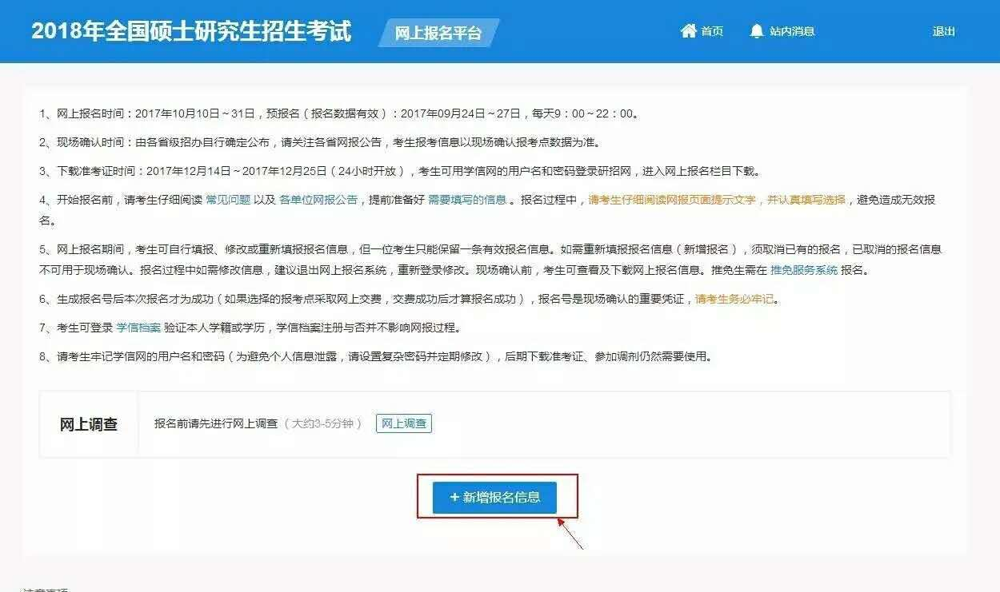 2018年全国硕士研究生招生考试
网上报名平台
首页
站内消息
退出
1、网上报名时间：2017年10月10日～31日，预报名（报名数据有效）：2017年09月24日～27日，每天9：00～22：00。
2、现场确认时间：由各省级招办自行确定公布，请关注各省网报公告，考生报考信息以现场确认报考点数据为准。
3、下载准考证时间：2017年12月14日～2017年12月25日（24小时开放），考生可用学信网的用户名和密码登录研招网，进入网上报名栏目下载。
4、开始报名前，请考生仔细阅读 常见问题 以及 各单位网报公告，提前准备好 需要填写的信息 。报名过程中，请考生仔细阅读网报页面提示文字，并认真填写选择，避免造成无效报
名。
5、网上报名期间，考生可自行填报、修改或重新填报报名信息，但一位考生只能保留一条有效报名信息。如需重新填报报名信息（新增报名），须取消已有的报名，已取消的报名信息
不可用于现场确认。报名过程中如需修改信息，建议退出网上报名系统，重新登录修改。现场确认前，考生可查看及下载网上报名信息。推免生需在 推免服务系统 报名。
6、生成报名号后本次报名才为成功（如果选择的报考点采取网上交费，交费成功后才算报名成功），报名号是现场确认的重要凭证，请考生务必牢记。
7、考生可登录 学信档案 验证本人学籍或学历，学信档案注册与否并不影响网报过程。
8、请考生牢记学信网的用户名和密码（为避免个人信息泄露，请设置复杂密码并定期修改），后期下载准考证、参加调剂仍然需要使用。
网上调查
报名前请先进行网上调查（大约3-5分钟）
网上调查
+ 新增报名信息